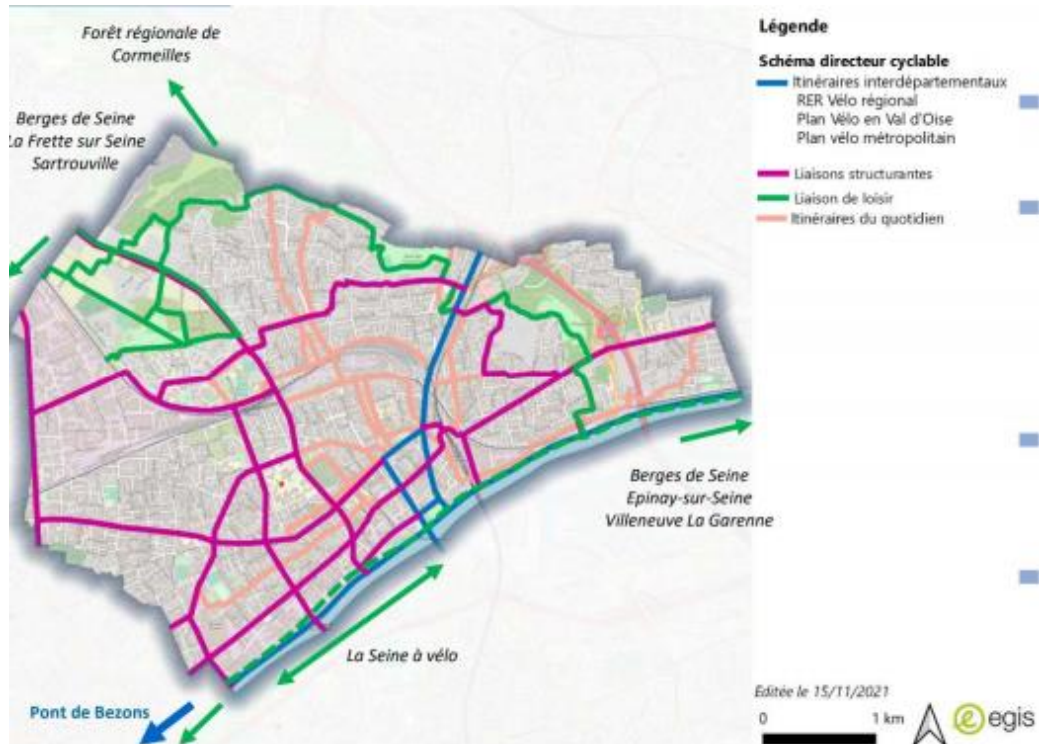 Forêt régionale de
Cormeilles
Berges de Seine
La Frette sur Seine
Sartrouville
Légende
Schéma directeur cyclable
Itinéraires interdépartementaux
RER Vélo régional
Plan Vélo en Val d'Oise
Plan vélo métropolitain
Liaisons structurantes
Liaison de loisir
Itinéraires du quotidien
Berges de Seine
Epinay-sur-Seine
Villeneuve La Garenne
La Seine à vélo
Pont de Bezons
Editée le 15/11/2021
0 1 km
egis